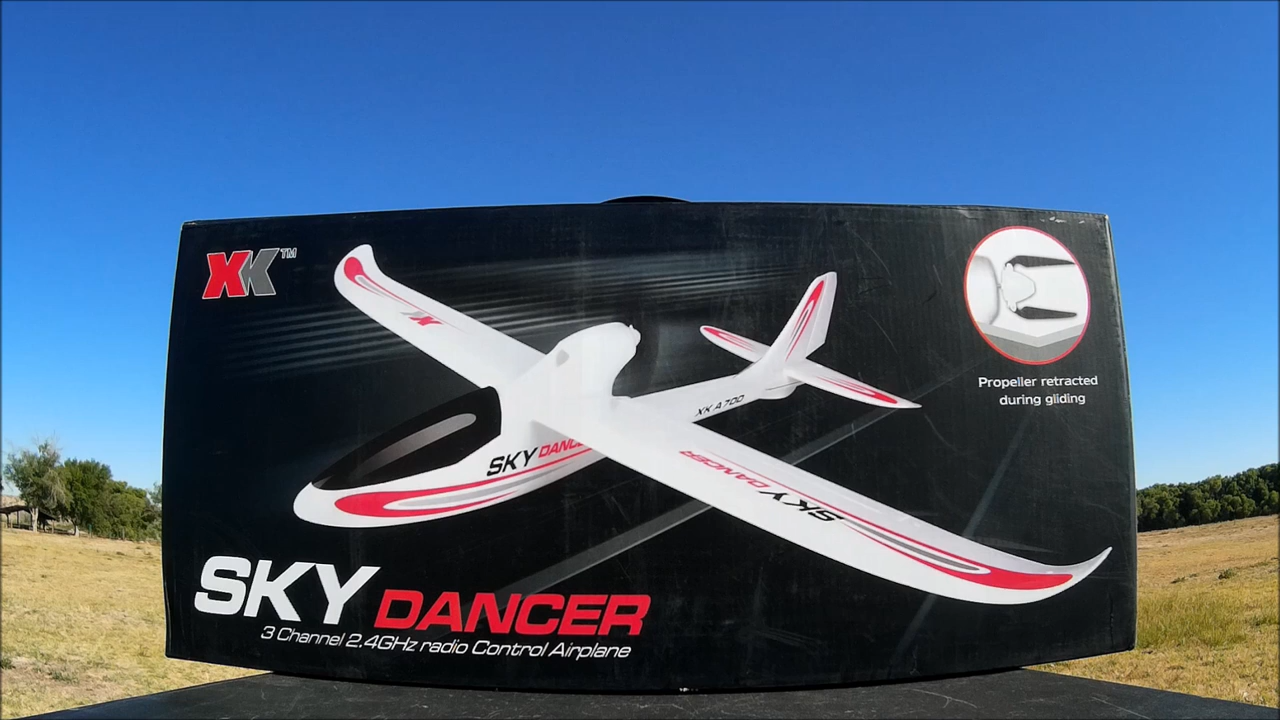 XK™
Propeller retracted
during gliding
XK
XK A700
SKY DANCER
SKY DANCER
SKY DANCER
3 Channel 2.4GHz radio Control Airplane